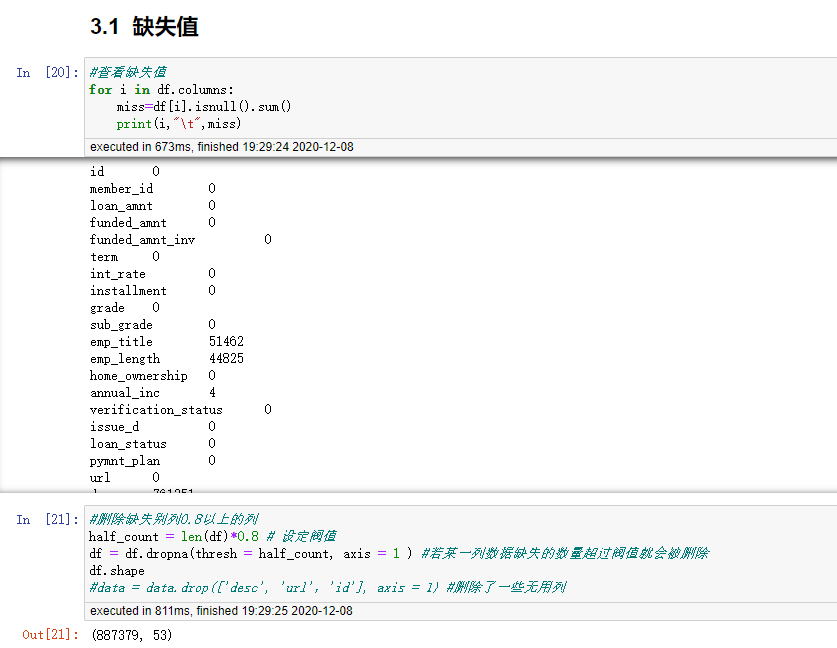 3.1 缺失值
In [20]:
#查看缺失值
for i in df.columns:
    miss=df[i].isnull().sum()
    print(i,"\t",miss)
executed in 673ms, finished 19:29:24 2020-12-08
id 0
member_id 0
loan_amnt 0
funded_amnt 0
funded_amnt_inv 0
term 0
int_rate 0
installment 0
grade 0
sub_grade 0
emp_title 51462
emp_length 44825
home_ownership 0
annual_inc 4
verification_status 0
issue_d 0
loan_status 0
pymnt_plan 0
url 0
In [21]:
#删除缺失别列0.8以上的列
half_count = len(df)*0.8 # 设定阀值
df = df.dropna(thresh = half_count, axis = 1 ) #若某一列数据缺失的数量超过阀值就会被删除
df.shape
#data = data.drop(['desc', 'url', 'id'], axis = 1) #删除了一些无用列
executed in 811ms, finished 19:29:25 2020-12-08
Out[21]: (887379, 53)